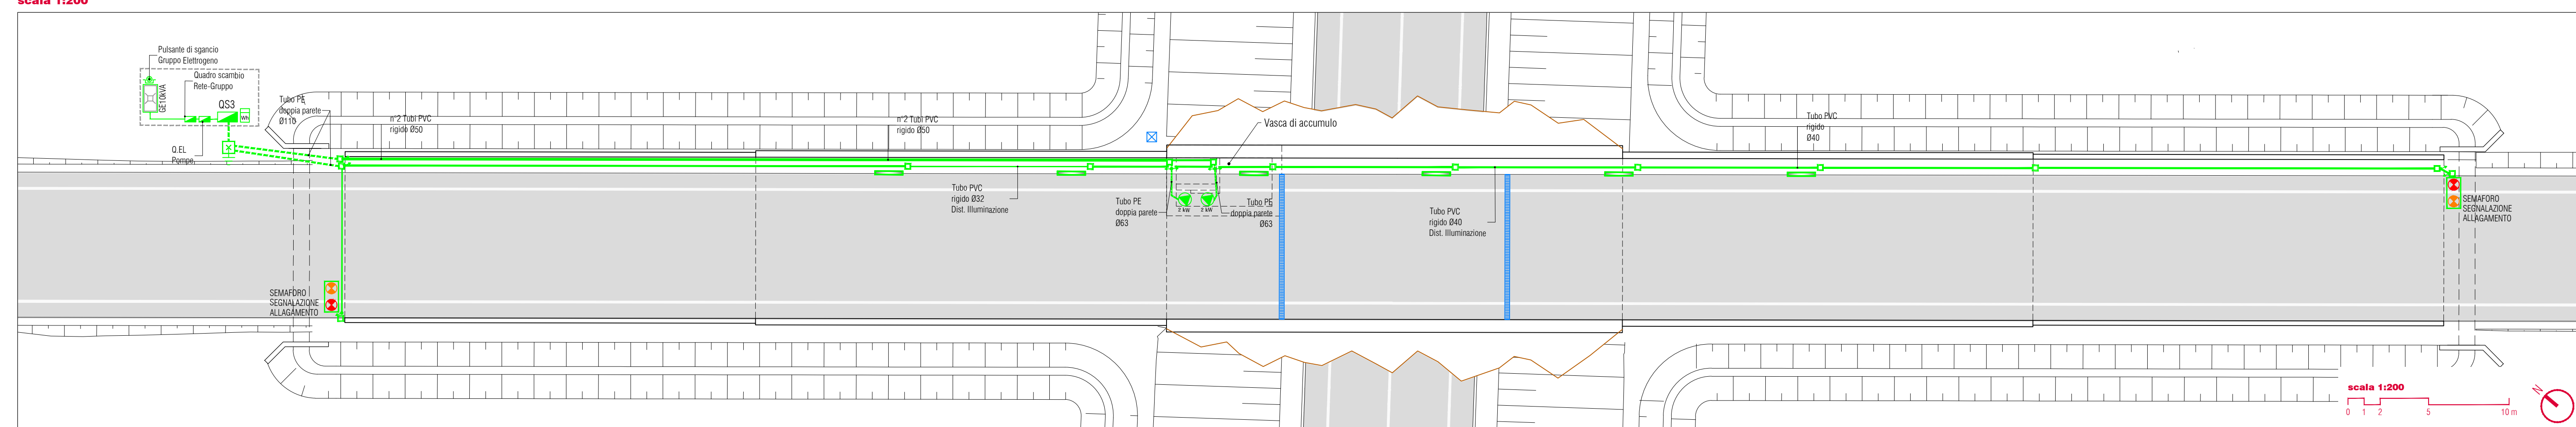 scala 1:200
Pulsante di sgancio
Gruppo Elettrogeno
Quadro scambio
Rete-Gruppo
GE10kVA
QS3
Wh
Q.EL
Pompe
Tubo PE
doppia parete
Ø110
n°2 Tubi PVC
rigido Ø50
n°2 Tubi PVC
rigido Ø50
Vasca di accumulo
Tubo PVC
rigido
Ø40
Tubo PVC
rigido Ø32
Dist. Illuminazione
Tubo PE
doppia parete
Ø63
2 kW
2 kW
Tubo PE
doppia parete
Ø63
Tubo PVC
rigido Ø40
Dist. Illuminazione
SEMAFORO
SEGNALAZIONE
ALLAGAMENTO
SEMAFORO
SEGNALAZIONE
ALLAGAMENTO
scala 1:200
0 1 2 5 10 m
N